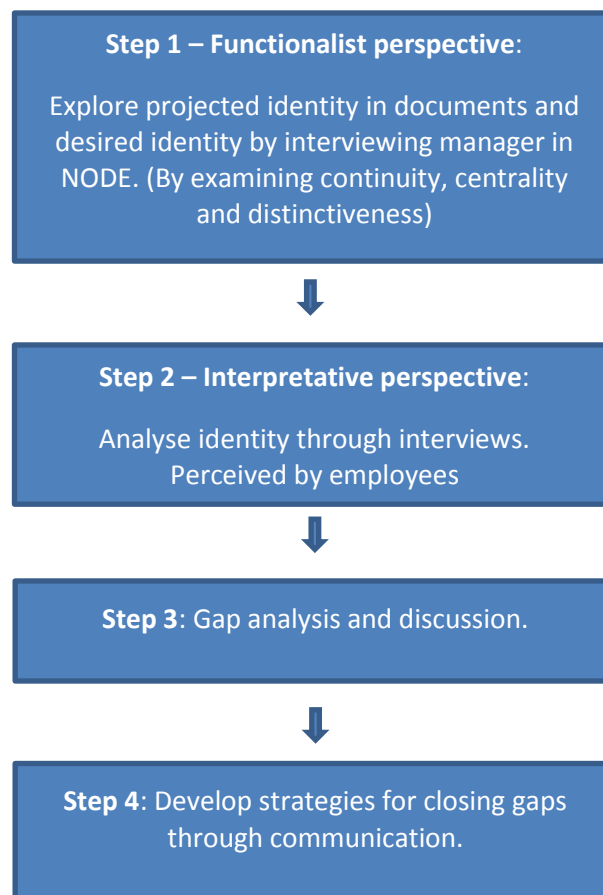 Step 1 – Functionalist perspective:
Explore projected identity in documents and
desired identity by interviewing manager in
NODE. (By examining continuity, centrality
and distinctiveness)
Step 2 – Interpretative perspective:
Analyse identity through interviews.
Perceived by employees
Step 3: Gap analysis and discussion.
Step 4: Develop strategies for closing gaps
through communication.